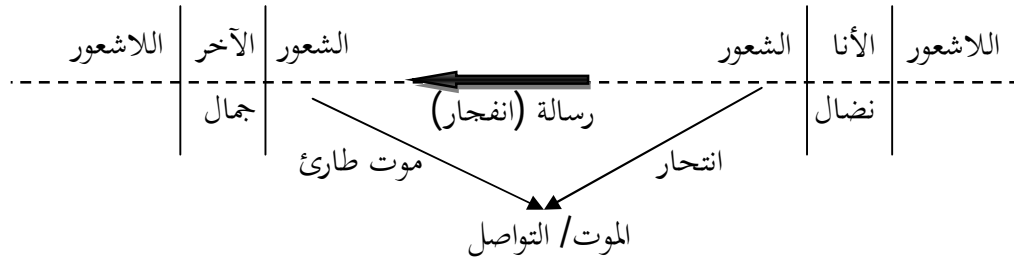 اللاشعور الأنا الشعور الشعور الآخر اللاشعور
نضال رسالة (انفجار) جمال
انتحار موت طارئ
الموت/ التواصل